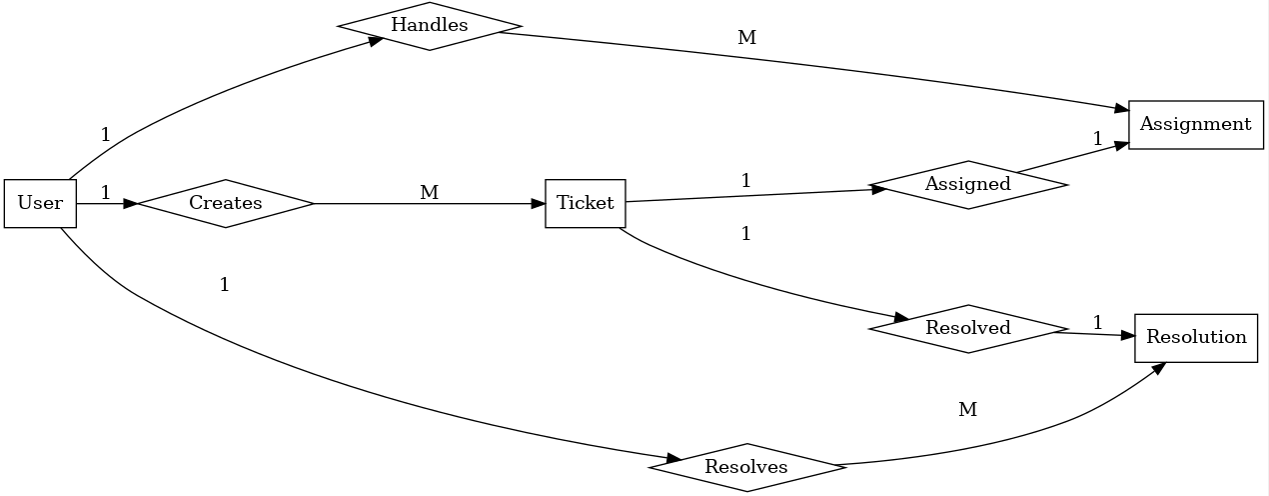 Handles
M
1
Assignment
1
User
1
Creates
M
Ticket
1
Assigned
1
1
Resolved
1
Resolution
M
Resolves